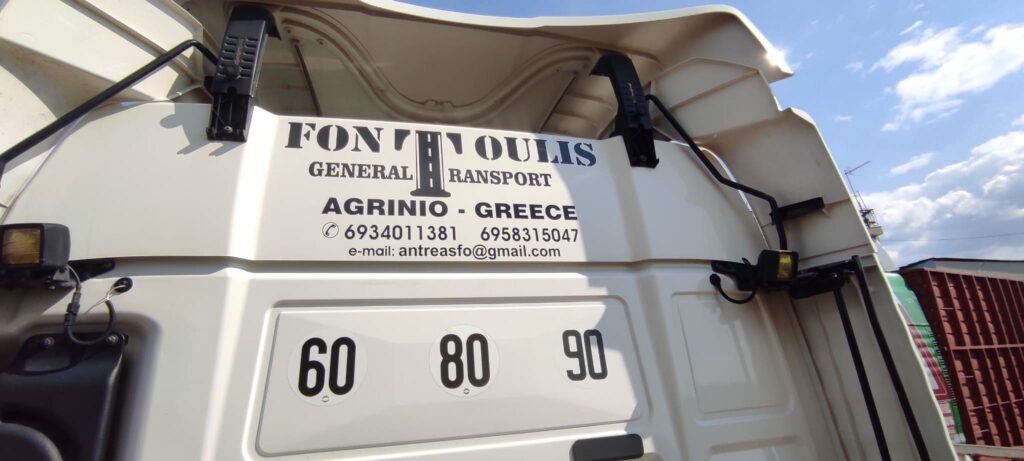 FONTOULIS
GENERAL TRANSPORT
AGRINIO - GREECE
✆ 6934011381 6958315047
e-mail: antreasfo@gmail.com
60 80 90